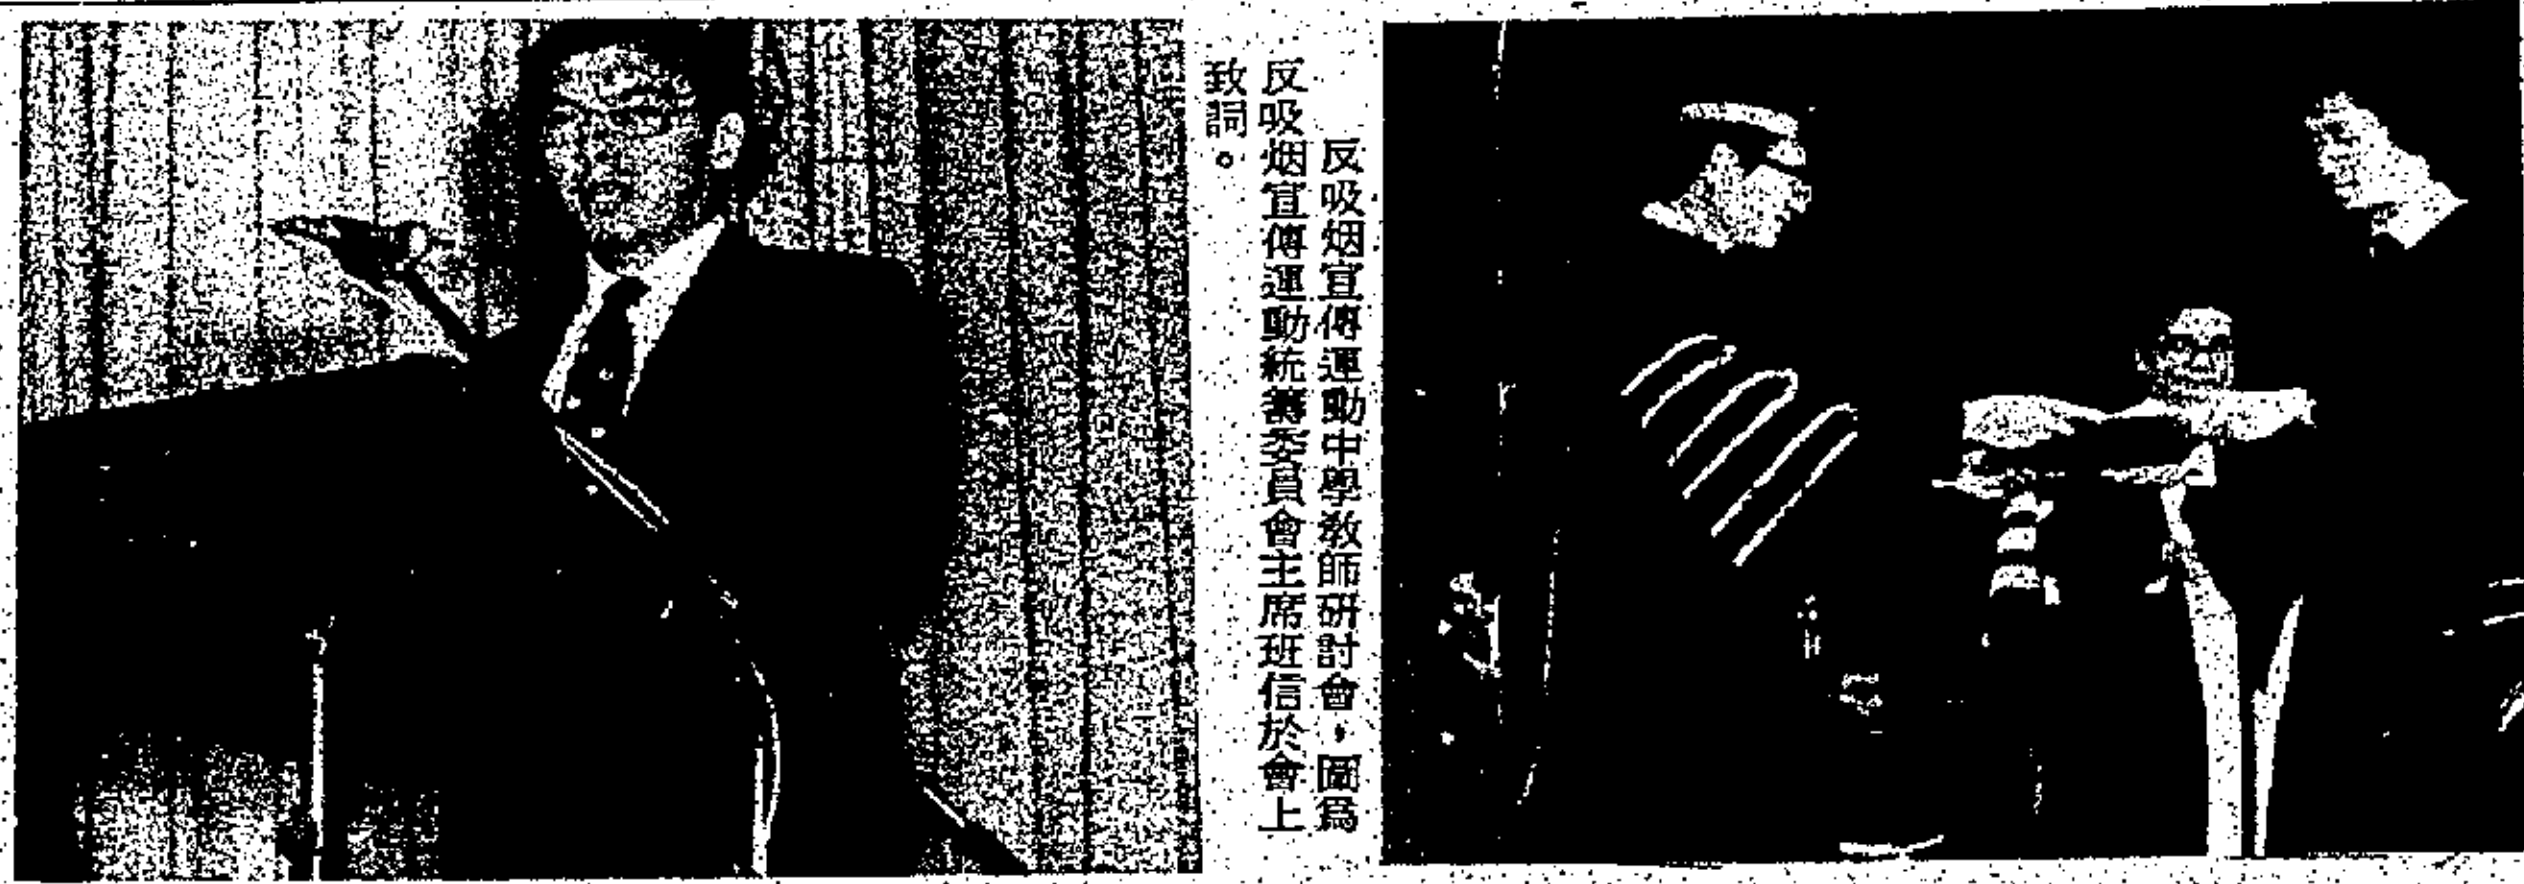 反吸烟宣傳運動中學教師研討會，圖爲
反吸烟宣傳運動統籌委員會主席班信於會上
致詞。